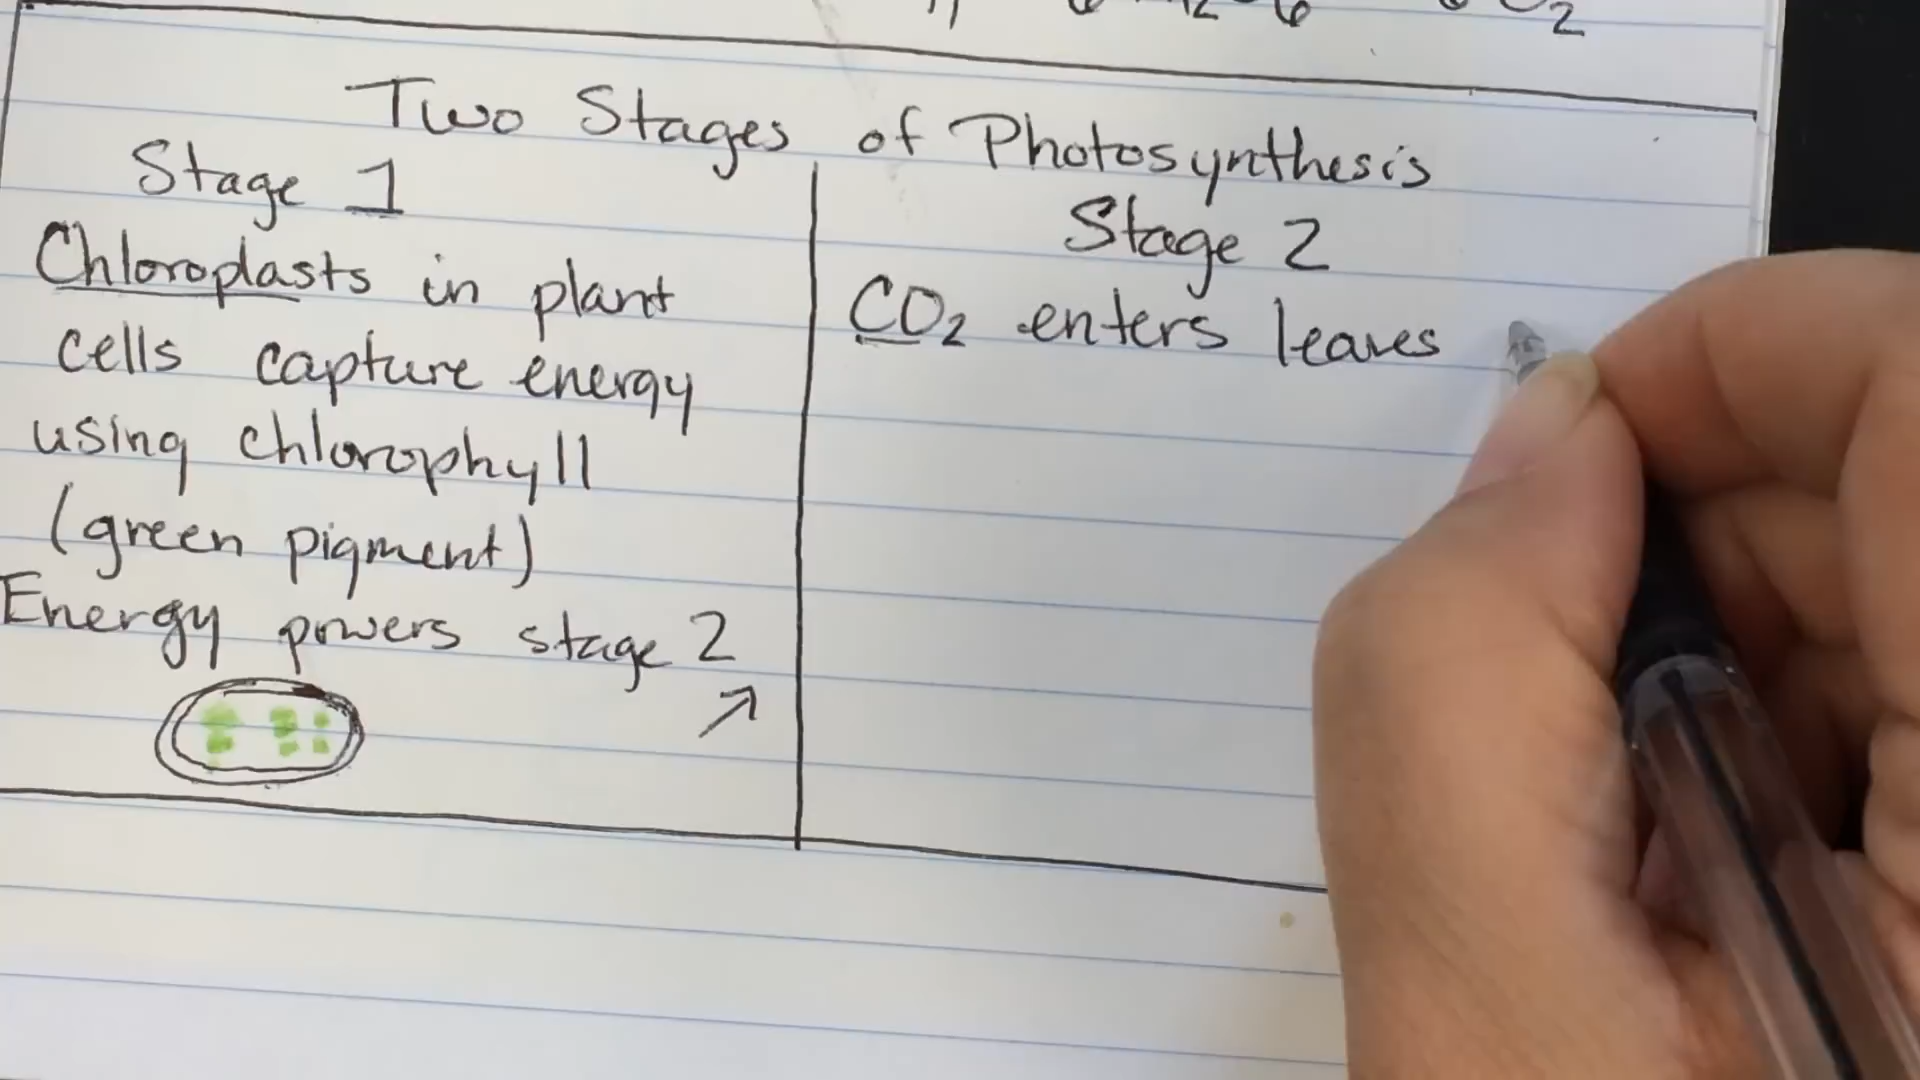 Two Stages of Photosynthesis
Stage 1
Chloroplasts in plant
cells capture energy
using chlorophyll
(green pigment)
Energy powers stage 2
Stage 2
CO2 enters leaves